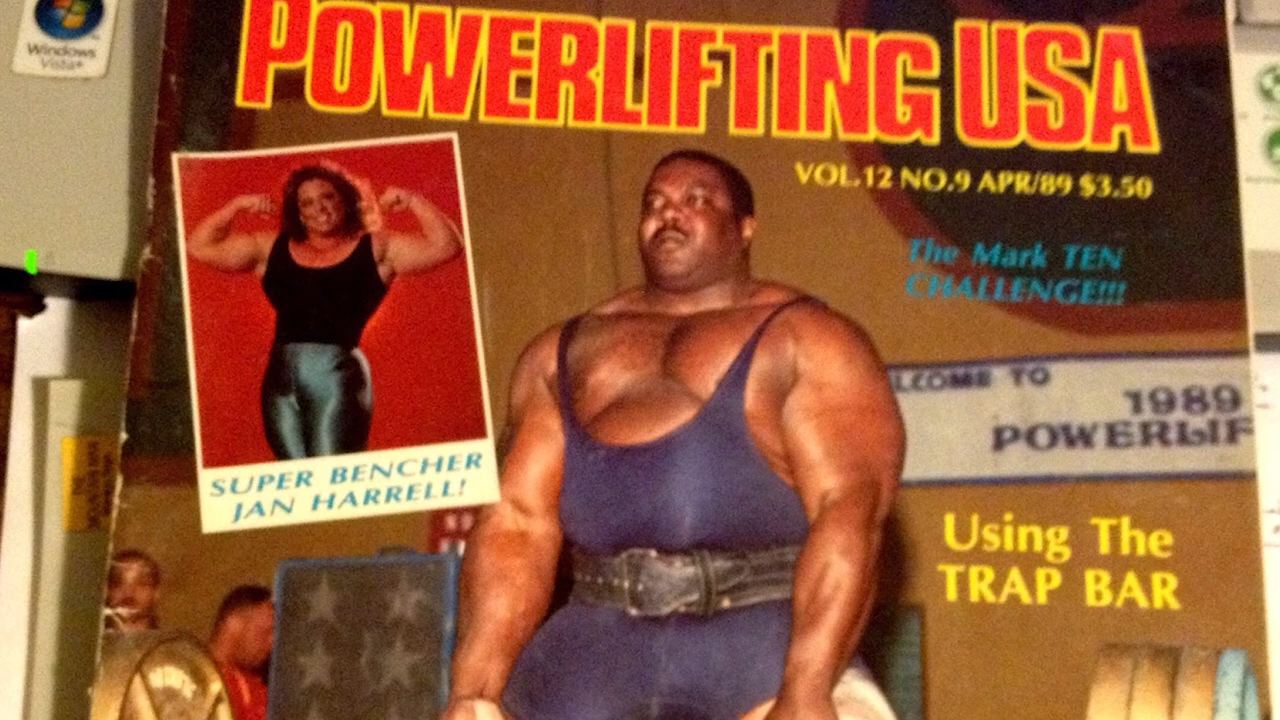 Windows
Vista
POWERLIFTING USA
VOL.12 NO.9 APR/89 $3.50
The Mark TEN
CHALLENGE!!!
SUPER BENCHER
JAN HARRELL!
LCOME TO
1989
POWERLIF
Using The
TRAP BAR